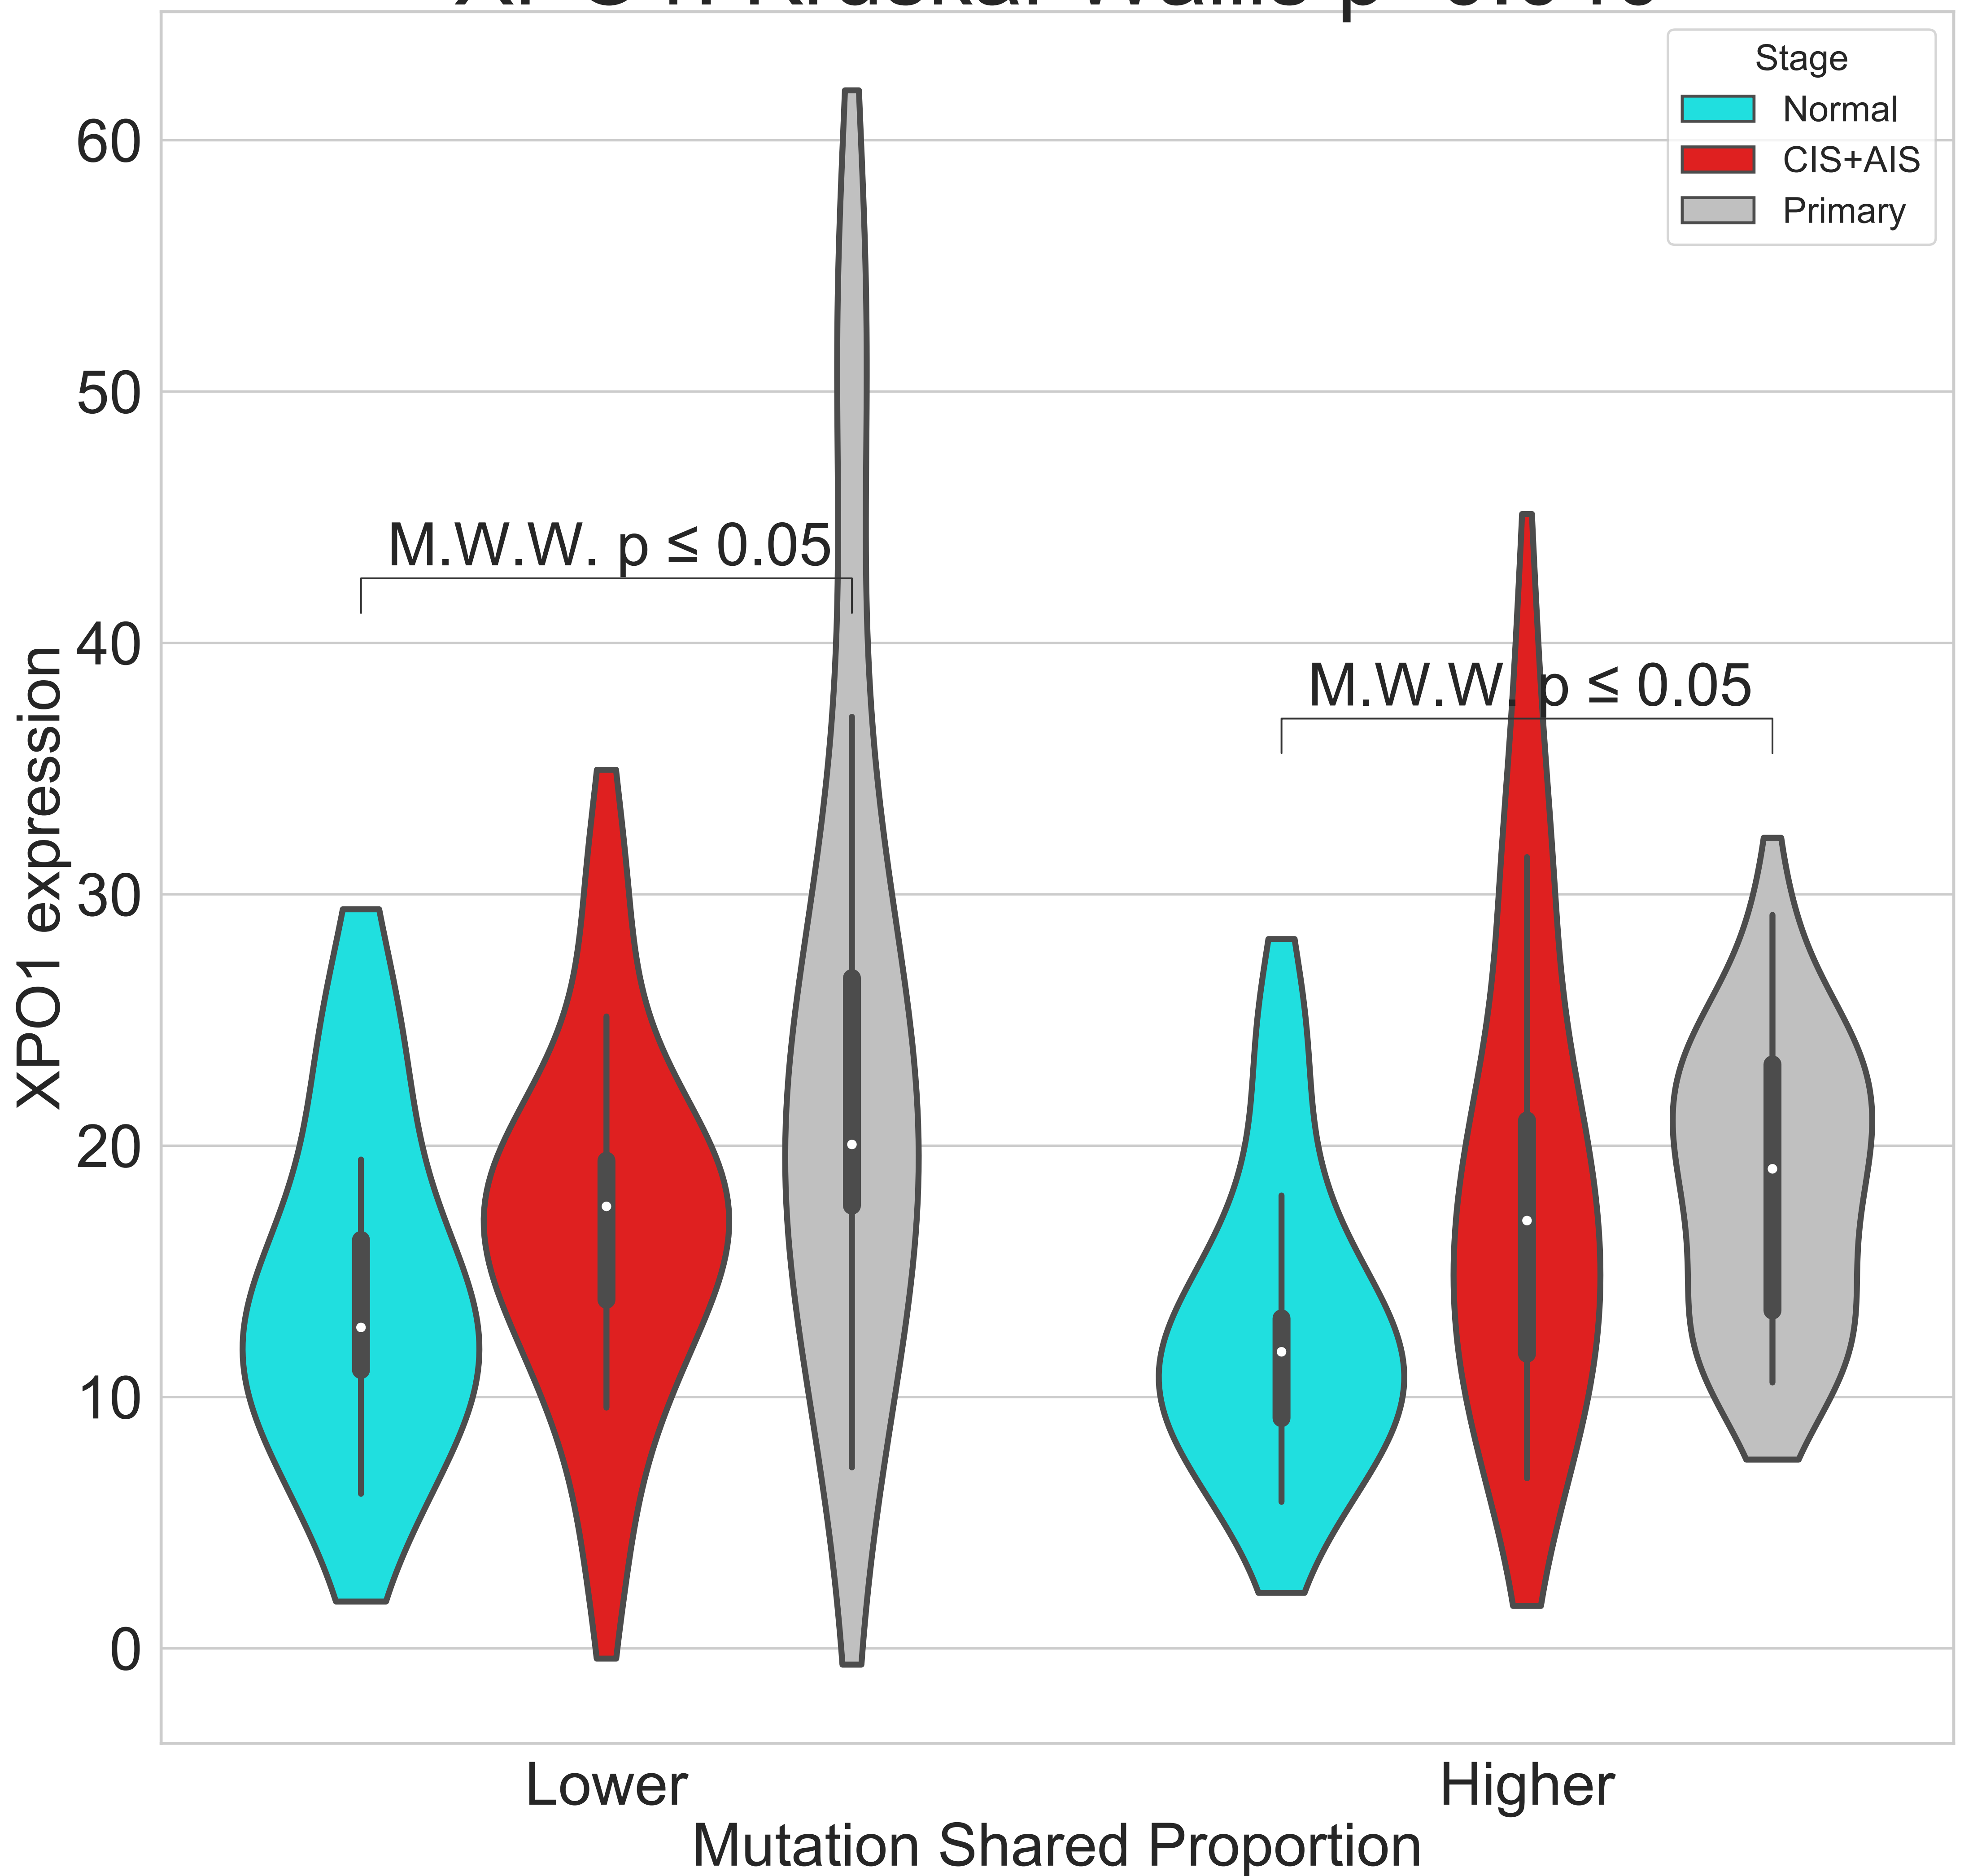 Stage
Normal
CIS+AIS
Primary
60
50
40
30
20
10
0
XPO1 expression
M.W.W. p ≤ 0.05
M.W.W. p ≤ 0.05
Lower
Higher
Mutation Shared Proportion